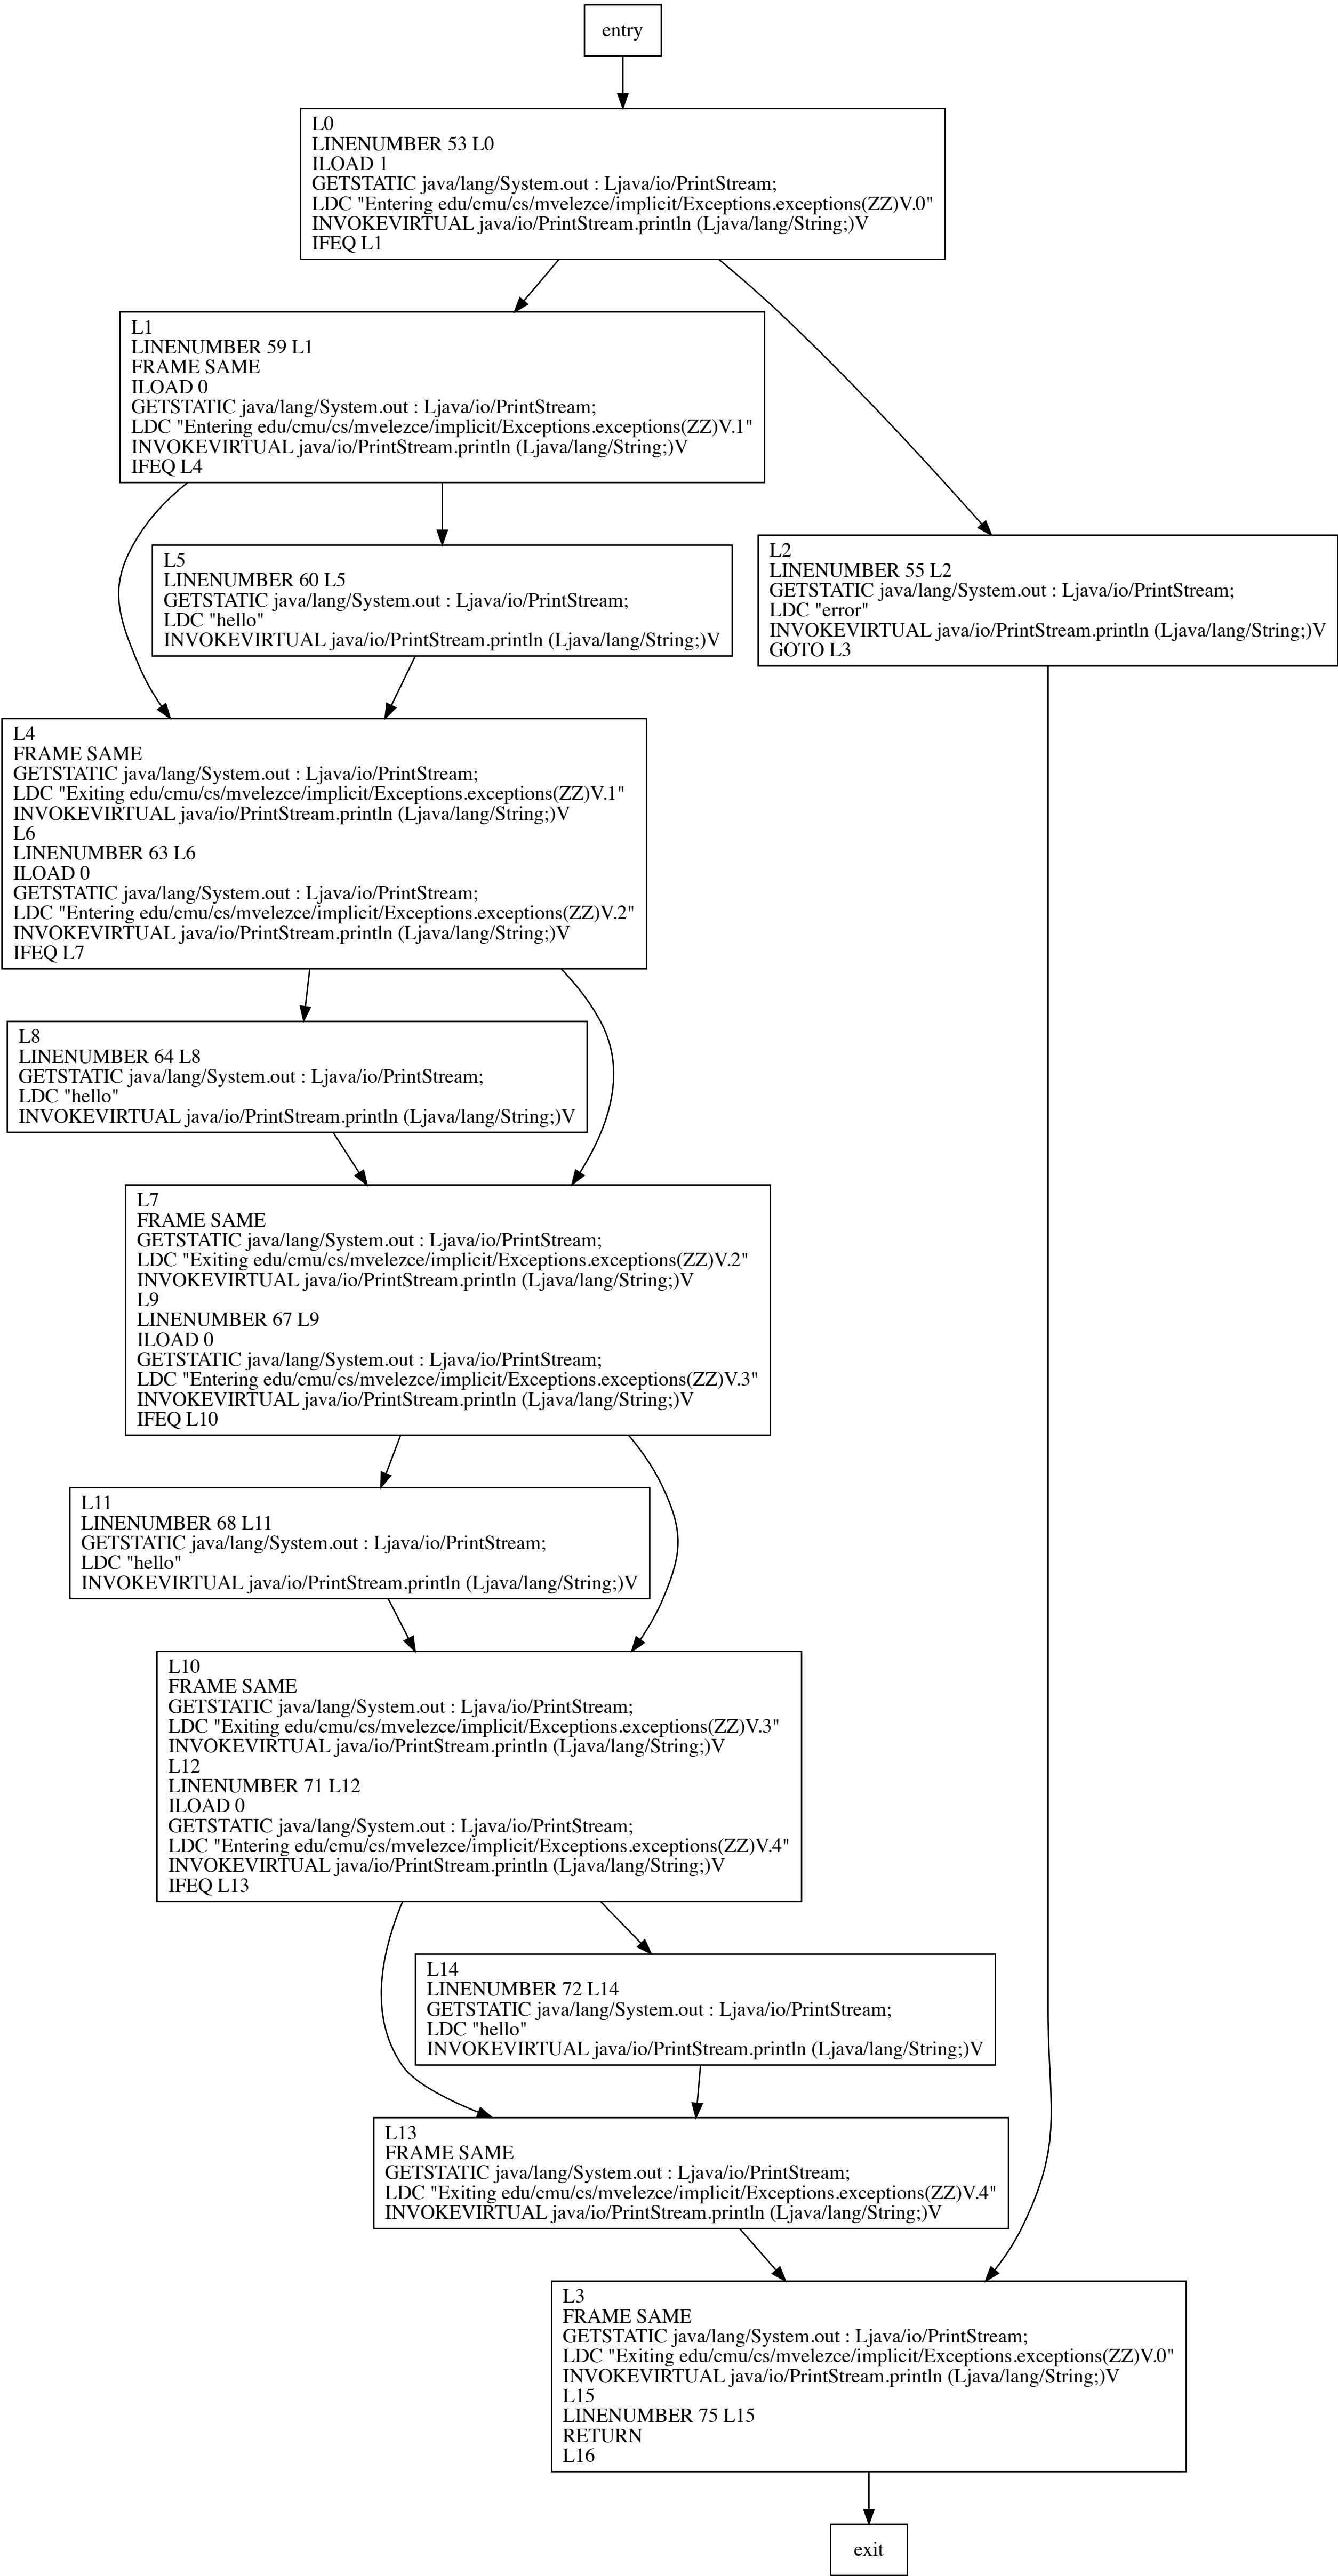 entry
L0
LINENUMBER 53 L0
ILOAD 1
GETSTATIC java/lang/System.out : Ljava/io/PrintStream;
LDC "Entering edu/cmu/cs/mvelezce/implicit/Exceptions.exceptions(ZZ)V.0"
INVOKEVIRTUAL java/io/PrintStream.println (Ljava/lang/String;)V
IFEQ L1
L1
LINENUMBER 59 L1
FRAME SAME
ILOAD 0
GETSTATIC java/lang/System.out : Ljava/io/PrintStream;
LDC "Entering edu/cmu/cs/mvelezce/implicit/Exceptions.exceptions(ZZ)V.1"
INVOKEVIRTUAL java/io/PrintStream.println (Ljava/lang/String;)V
IFEQ L4
L5
LINENUMBER 60 L5
GETSTATIC java/lang/System.out : Ljava/io/PrintStream;
LDC "hello"
INVOKEVIRTUAL java/io/PrintStream.println (Ljava/lang/String;)V
L2
LINENUMBER 55 L2
GETSTATIC java/lang/System.out : Ljava/io/PrintStream;
LDC "error"
INVOKEVIRTUAL java/io/PrintStream.println (Ljava/lang/String;)V
GOTO L3
L4
FRAME SAME
GETSTATIC java/lang/System.out : Ljava/io/PrintStream;
LDC "Exiting edu/cmu/cs/mvelezce/implicit/Exceptions.exceptions(ZZ)V.1"
INVOKEVIRTUAL java/io/PrintStream.println (Ljava/lang/String;)V
L6
LINENUMBER 63 L6
ILOAD 0
GETSTATIC java/lang/System.out : Ljava/io/PrintStream;
LDC "Entering edu/cmu/cs/mvelezce/implicit/Exceptions.exceptions(ZZ)V.2"
INVOKEVIRTUAL java/io/PrintStream.println (Ljava/lang/String;)V
IFEQ L7
L8
LINENUMBER 64 L8
GETSTATIC java/lang/System.out : Ljava/io/PrintStream;
LDC "hello"
INVOKEVIRTUAL java/io/PrintStream.println (Ljava/lang/String;)V
L7
FRAME SAME
GETSTATIC java/lang/System.out : Ljava/io/PrintStream;
LDC "Exiting edu/cmu/cs/mvelezce/implicit/Exceptions.exceptions(ZZ)V.2"
INVOKEVIRTUAL java/io/PrintStream.println (Ljava/lang/String;)V
L9
LINENUMBER 67 L9
ILOAD 0
GETSTATIC java/lang/System.out : Ljava/io/PrintStream;
LDC "Entering edu/cmu/cs/mvelezce/implicit/Exceptions.exceptions(ZZ)V.3"
INVOKEVIRTUAL java/io/PrintStream.println (Ljava/lang/String;)V
IFEQ L10
L11
LINENUMBER 68 L11
GETSTATIC java/lang/System.out : Ljava/io/PrintStream;
LDC "hello"
INVOKEVIRTUAL java/io/PrintStream.println (Ljava/lang/String;)V
L10
FRAME SAME
GETSTATIC java/lang/System.out : Ljava/io/PrintStream;
LDC "Exiting edu/cmu/cs/mvelezce/implicit/Exceptions.exceptions(ZZ)V.3"
INVOKEVIRTUAL java/io/PrintStream.println (Ljava/lang/String;)V
L12
LINENUMBER 71 L12
ILOAD 0
GETSTATIC java/lang/System.out : Ljava/io/PrintStream;
LDC "Entering edu/cmu/cs/mvelezce/implicit/Exceptions.exceptions(ZZ)V.4"
INVOKEVIRTUAL java/io/PrintStream.println (Ljava/lang/String;)V
IFEQ L13
L14
LINENUMBER 72 L14
GETSTATIC java/lang/System.out : Ljava/io/PrintStream;
LDC "hello"
INVOKEVIRTUAL java/io/PrintStream.println (Ljava/lang/String;)V
L13
FRAME SAME
GETSTATIC java/lang/System.out : Ljava/io/PrintStream;
LDC "Exiting edu/cmu/cs/mvelezce/implicit/Exceptions.exceptions(ZZ)V.4"
INVOKEVIRTUAL java/io/PrintStream.println (Ljava/lang/String;)V
L3
FRAME SAME
GETSTATIC java/lang/System.out : Ljava/io/PrintStream;
LDC "Exiting edu/cmu/cs/mvelezce/implicit/Exceptions.exceptions(ZZ)V.0"
INVOKEVIRTUAL java/io/PrintStream.println (Ljava/lang/String;)V
L15
LINENUMBER 75 L15
RETURN
L16
exit